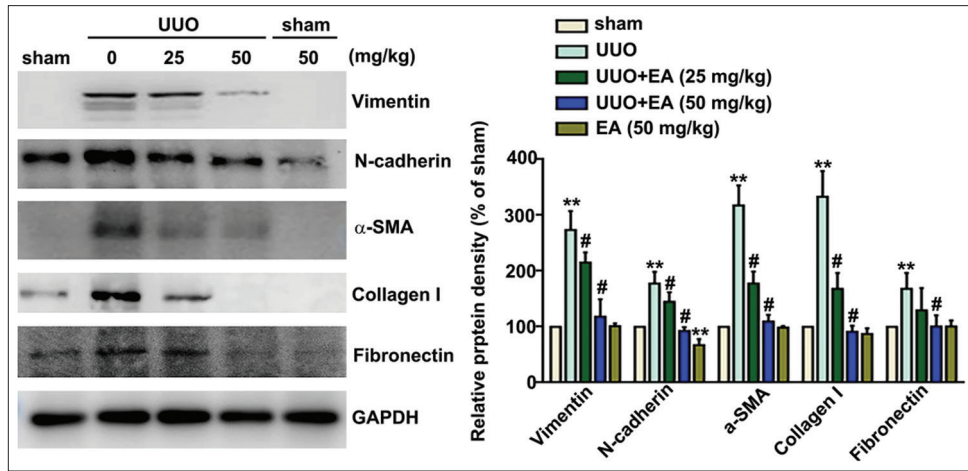 UUO sham
sham 0 25 50 50 (mg/kg)
Vimentin
N-cadherin
α-SMA
Collagen I
Fibronectin
GAPDH
sham
UUO
UUO+EA (25 mg/kg)
UUO+EA (50 mg/kg)
EA (50 mg/kg)
Relative prptein density (% of sham)
400
300
200
100
0
** # #
** # # **
** # #
** # #
** #
Vimentin
N-cadherin
a-SMA
Collagen I
Fibronectin